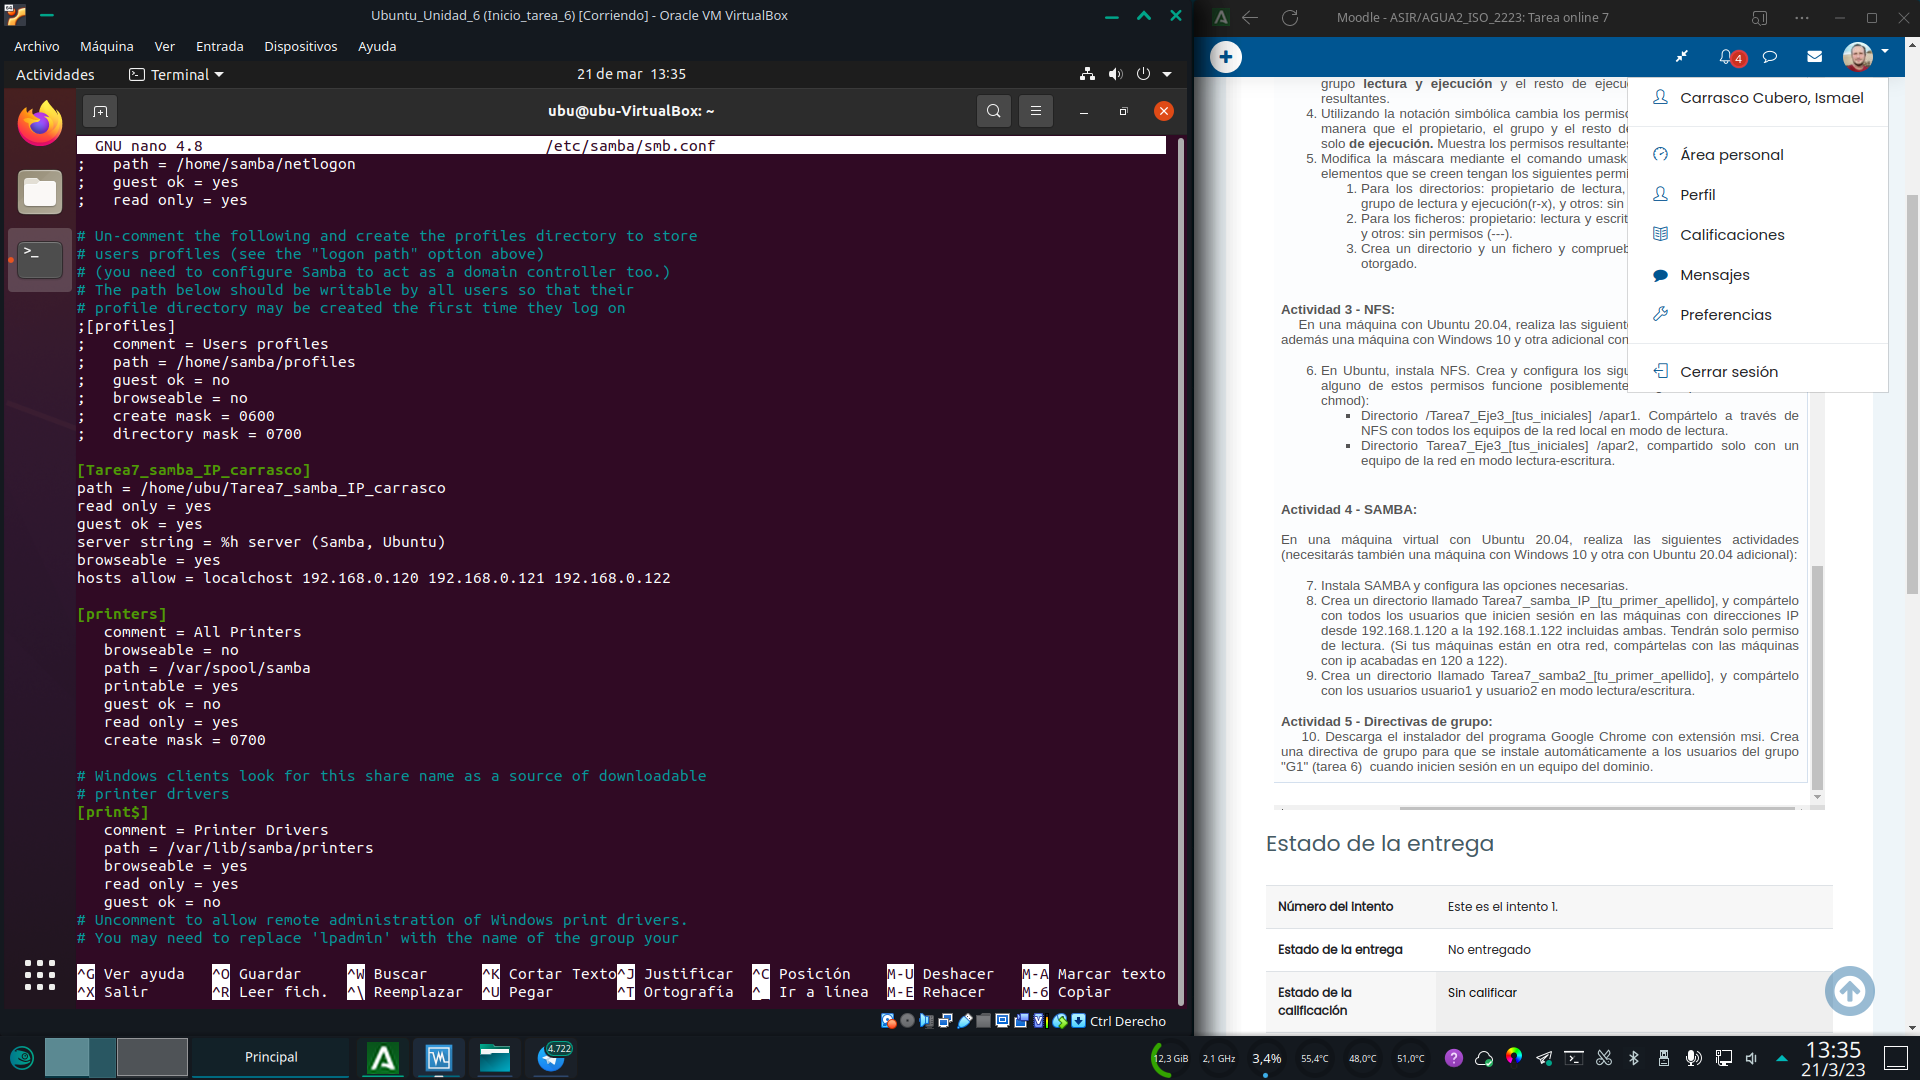 Ubuntu_Unidad_6 (Inicio_tarea_6) [Corriendo] - Oracle VM VirtualBox
Archivo Máquina Ver Entrada Dispositivos Ayuda
Actividades Terminal 21 de mar 13:35
ubu@ubu-VirtualBox: ~
GNU nano 4.8 /etc/samba/smb.conf
;   path = /home/samba/netlogon
;   guest ok = yes
;   read only = yes
# Un-comment the following and create the profiles directory to store
# users profiles (see the "logon path" option above)
# (you need to configure Samba to act as a domain controller too.)
# The path below should be writable by all users so that their
# profile directory may be created the first time they log on
;[profiles]
;   comment = Users profiles
;   path = /home/samba/profiles
;   guest ok = no
;   browseable = no
;   create mask = 0600
;   directory mask = 0700
[Tarea7_samba_IP_carrasco]
path = /home/ubu/Tarea7_samba_IP_carrasco
read only = yes
guest ok = yes
server string = %h server (Samba, Ubuntu)
browseable = yes
hosts allow = localchost 192.168.0.120 192.168.0.121 192.168.0.122
[printers]
comment = All Printers
browseable = no
path = /var/spool/samba
printable = yes
guest ok = no
read only = yes
create mask = 0700
# Windows clients look for this share name as a source of downloadable
# printer drivers
[print$]
comment = Printer Drivers
path = /var/lib/samba/printers
browseable = yes
read only = yes
guest ok = no
# Uncomment to allow remote administration of Windows print drivers.
# You may need to replace 'lpadmin' with the name of the group your
^G Ver ayuda ^O Guardar ^W Buscar ^K Cortar Texto ^J Justificar ^C Posición M-U Deshacer M-A Marcar texto
^X Salir ^R Leer fich. ^\ Reemplazar ^U Pegar ^T Ortografía ^_ Ir a línea M-E Rehacer M-6 Copiar
Ctrl Derecho
Moodle - ASIR/AGUA2_ISO_2223: Tarea online 7
4
grupo lectura y ejecución y el resto de ejecu
resultantes.
4. Utilizando la notación simbólica cambia los permiso
manera que el propietario, el grupo y el resto de
solo de ejecución. Muestra los permisos resultantes
5. Modifica la máscara mediante el comando umask
elementos que se creen tengan los siguientes permi
1. Para los directorios: propietario de lectura,
grupo de lectura y ejecución(r-x), y otros: sin
2. Para los ficheros: propietario: lectura y escrit
y otros: sin permisos (---).
3. Crea un directorio y un fichero y comprueb
otorgado.
Carrasco Cubero, Ismael
Área personal
Perfil
Calificaciones
Mensajes
Preferencias
Cerrar sesión
Actividad 3 - NFS:
En una máquina con Ubuntu 20.04, realiza las siguiente
además una máquina con Windows 10 y otra adicional con
6. En Ubuntu, instala NFS. Crea y configura los sigu
alguno de estos permisos funcione posiblemente
chmod):
▪ Directorio /Tarea7_Eje3_[tus_iniciales] /apar1. Compártelo a través de
NFS con todos los equipos de la red local en modo de lectura.
▪ Directorio Tarea7_Eje3_[tus_iniciales] /apar2, compartido solo con un
equipo de la red en modo lectura-escritura.
Actividad 4 - SAMBA:
En una máquina virtual con Ubuntu 20.04, realiza las siguientes actividades
(necesitarás también una máquina con Windows 10 y otra con Ubuntu 20.04 adicional):
7. Instala SAMBA y configura las opciones necesarias.
8. Crea un directorio llamado Tarea7_samba_IP_[tu_primer_apellido], y compártelo
con todos los usuarios que inicien sesión en las máquinas con direcciones IP
desde 192.168.1.120 a la 192.168.1.122 incluidas ambas. Tendrán solo permiso
de lectura. (Si tus máquinas están en otra red, compártelas con las máquinas
con ip acabadas en 120 a 122).
9. Crea un directorio llamado Tarea7_samba2_[tu_primer_apellido], y compártelo
con los usuarios usuario1 y usuario2 en modo lectura/escritura.
Actividad 5 - Directivas de grupo:
10. Descarga el instalador del programa Google Chrome con extensión msi. Crea
una directiva de grupo para que se instale automáticamente a los usuarios del grupo
"G1" (tarea 6) cuando inicien sesión en un equipo del dominio.
Estado de la entrega
Número del intento Este es el intento 1.
Estado de la entrega No entregado
Estado de la calificación Sin calificar
Principal
4.722
12,3 GiB 2,1 GHz 3,4% 55,4°C 48,0°C 51,0°C
13:35
21/3/23